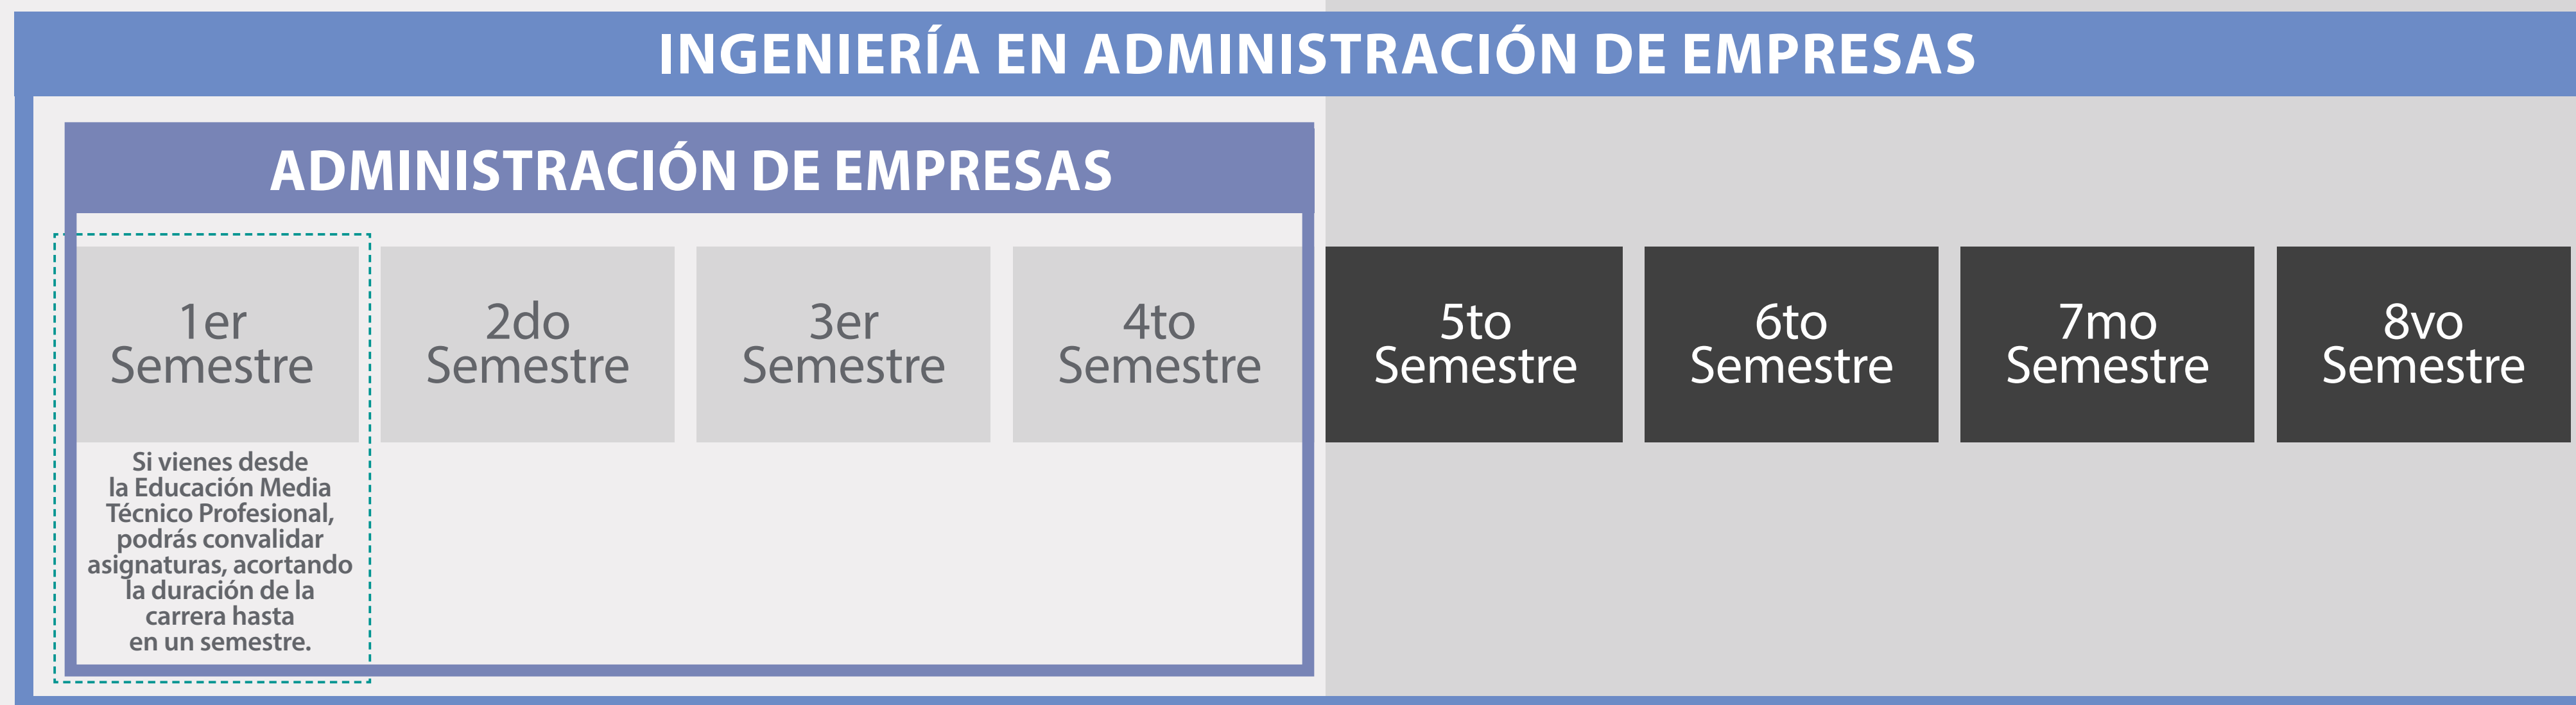 INGENIERÍA EN ADMINISTRACIÓN DE EMPRESAS
ADMINISTRACIÓN DE EMPRESAS
1er
Semestre
2do
Semestre
3er
Semestre
4to
Semestre
5to
Semestre
6to
Semestre
7mo
Semestre
8vo
Semestre
Si vienes desde
la Educación Media
Técnico Profesional,
podrás convalidar
asignaturas, acortando
la duración de la
carrera hasta
en un semestre.